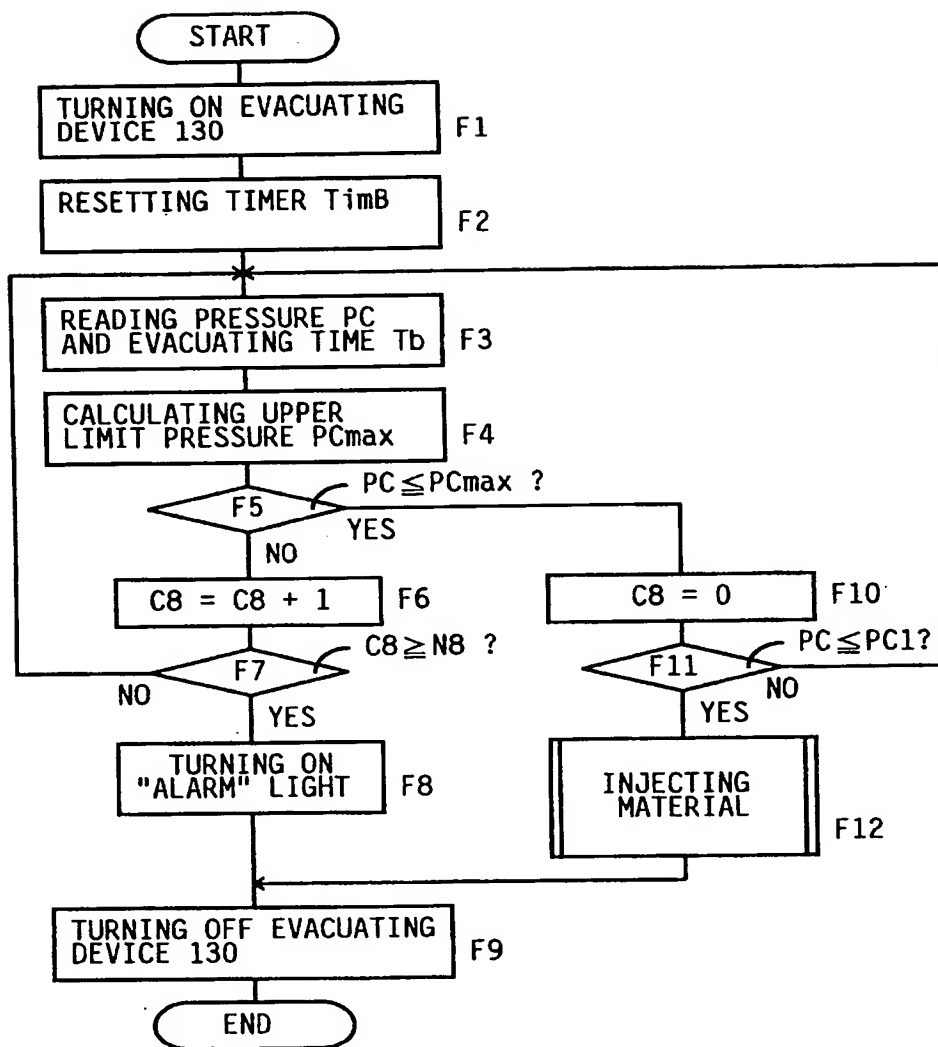 START
TURNING ON EVACUATING
DEVICE 130
F1
RESETTING TIMER TimB
F2
READING PRESSURE PC
AND EVACUATING TIME Tb
F3
CALCULATING UPPER
LIMIT PRESSURE PCmax
F4
PC≦PCmax ?
F5
YES
NO
C8 = C8 + 1
F6
C8 = 0
F10
C8≧N8 ?
F7
NO
YES
PC≦PC1?
F11
NO
YES
TURNING ON
"ALARM" LIGHT
F8
INJECTING
MATERIAL
F12
TURNING OFF EVACUATING
DEVICE 130
F9
END